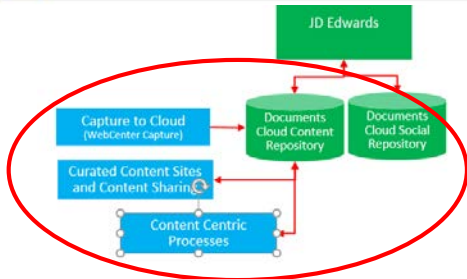 JD Edwards
Capture to Cloud
(WebCenter Capture)
Documents
Cloud Content
Repository
Documents
Cloud Social
Repository
Curated Content Sites
and Content Sharing
Content Centric
Processes